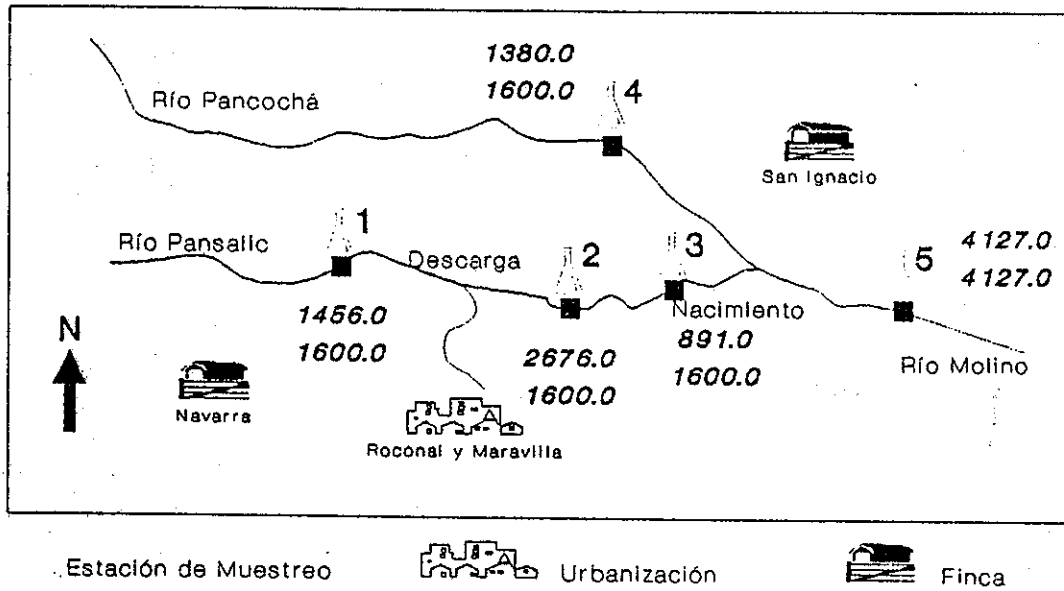 1380.0
1600.0
4
Río Pancochá
San Ignacio
Río Pansalic
1
Descarga
2
3
5
4127.0
4127.0
Nacimiento
1456.0
1600.0
2676.0
1600.0
891.0
1600.0
Río Molino
N
Navarra
Roconal y Maravilla
Estación de Muestreo
Urbanización
Finca